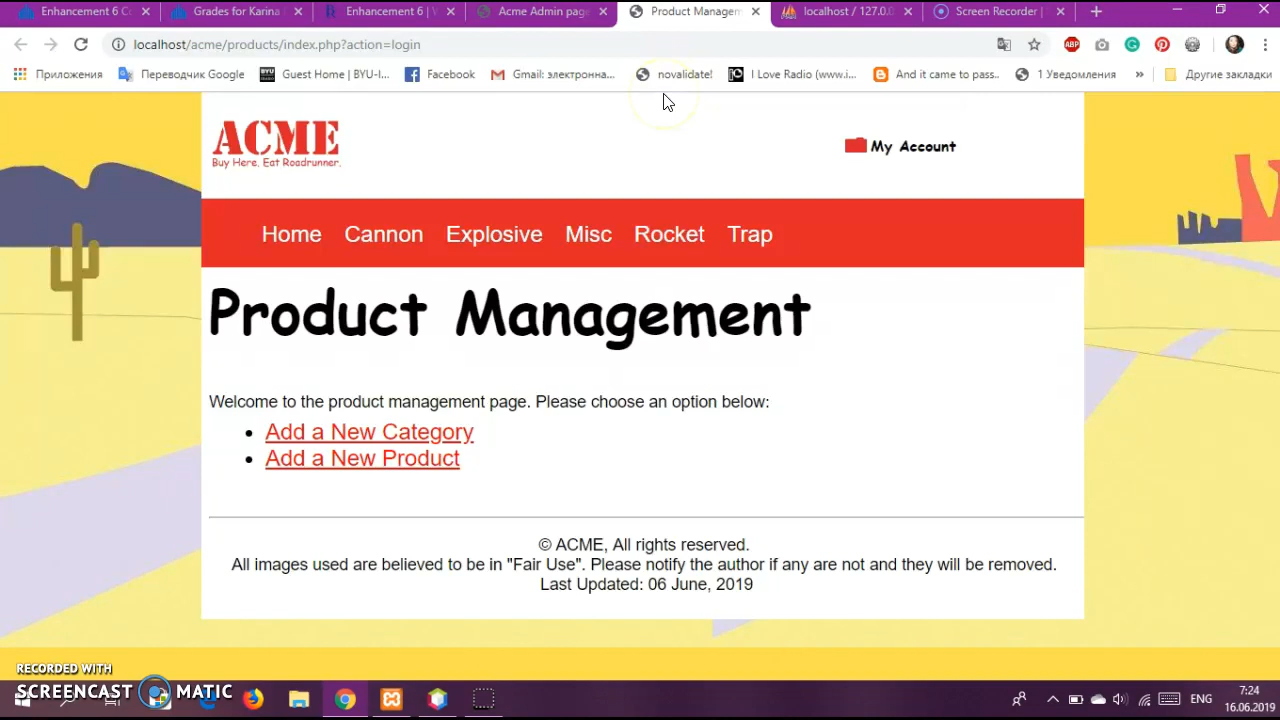 Enhancement 6 C
Grades for Karina
Enhancement 6 | V
Acme Admin page
Product Managem
localhost / 127.0.0
Screen Recorder |
localhost/acme/products/index.php?action=login
Приложения
Переводчик Google
Guest Home | BYU-I...
Facebook
Gmail: электронна...
novalidate!
I Love Radio (www.i...
And it came to pass..
1 Уведомления
Другие закладки
ACME
Buy Here. Eat Roadrunner.
My Account
Home Cannon Explosive Misc Rocket Trap
Product Management
Welcome to the product management page. Please choose an option below:
Add a New Category
Add a New Product
© ACME, All rights reserved.
All images used are believed to be in "Fair Use". Please notify the author if any are not and they will be removed.
Last Updated: 06 June, 2019
RECORDED WITH
SCREENCAST MATIC
ENG
7:24
16.06.2019